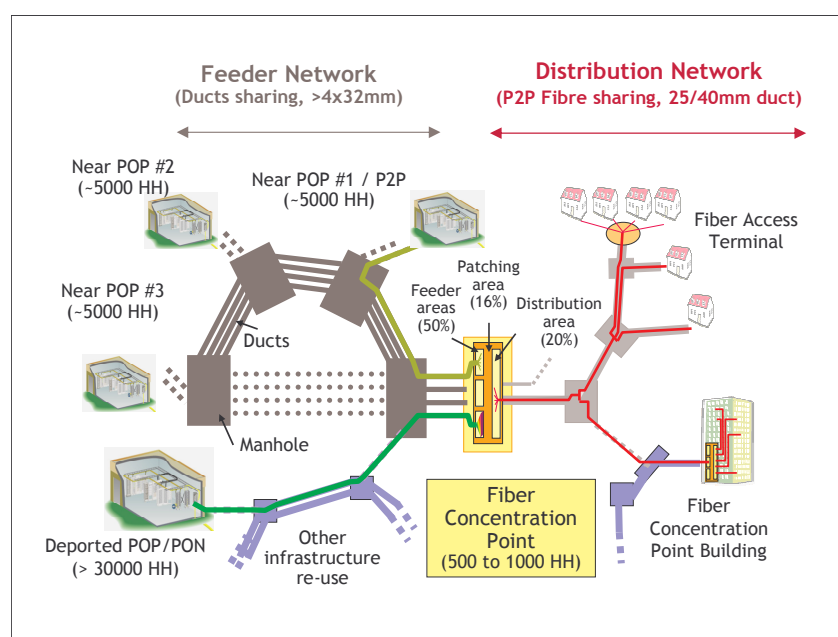 Feeder Network
(Ducts sharing, >4x32mm)
Distribution Network
(P2P Fibre sharing, 25/40mm duct)
Near POP #2
(~5000 HH)
Near POP #1 / P2P
(~5000 HH)
Fiber Access
Terminal
Near POP #3
(~5000 HH)
Feeder
areas
(50%)
Patching
area
(16%)
Distribution
area
(20%)
Ducts
Manhole
Deported POP/PON
(> 30000 HH)
Other
infrastructure
re-use
Fiber
Concentration
Point
(500 to 1000 HH)
Fiber
Concentration
Point Building